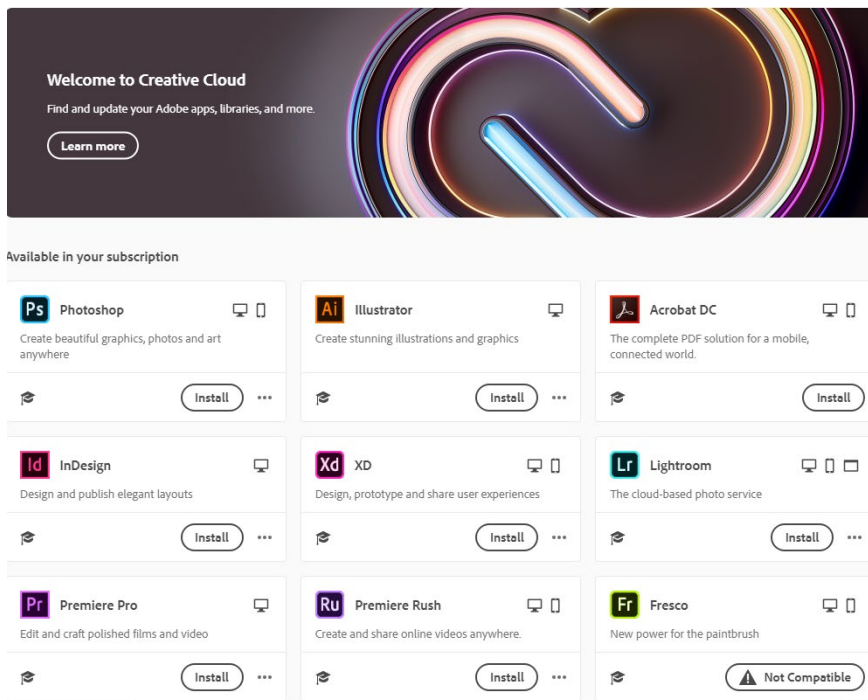 Welcome to Creative Cloud
Find and update your Adobe apps, libraries, and more.
Learn more
Available in your subscription
Ps Photoshop
Create beautiful graphics, photos and art
anywhere
Install
Ai Illustrator
Create stunning illustrations and graphics
Install
Acrobat DC
The complete PDF solution for a mobile,
connected world.
Install
Id InDesign
Design and publish elegant layouts
Install
Xd XD
Design, prototype and share user experiences
Install
Lr Lightroom
The cloud-based photo service
Install
Pr Premiere Pro
Edit and craft polished films and video
Install
Ru Premiere Rush
Create and share online videos anywhere.
Install
Fr Fresco
New power for the paintbrush
Not Compatible